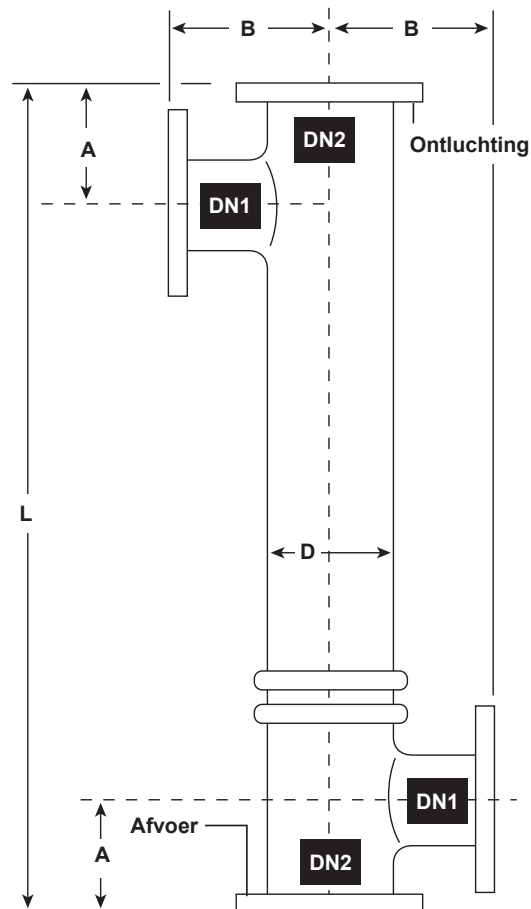 B B
A
DN2
Ontluchting
DN1
L
D
DN1
Afvoer
A
DN2